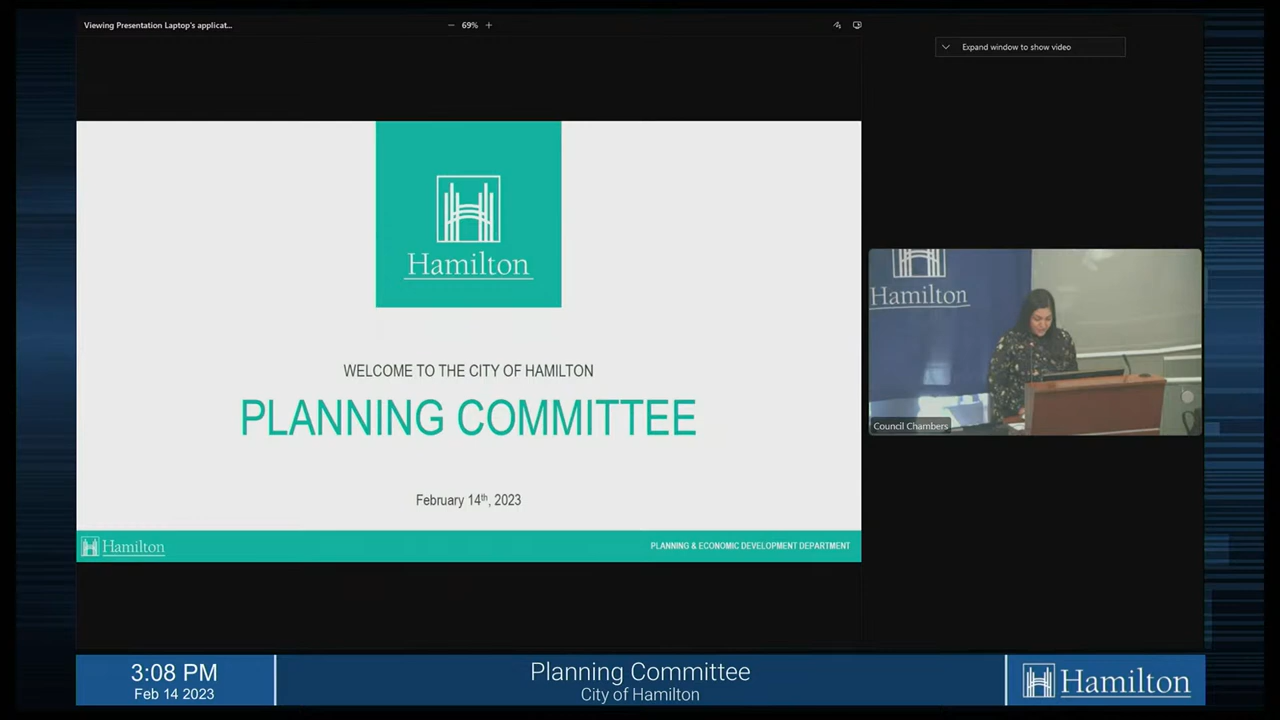 Viewing Presentation Laptop's applicat...
69%
Expand window to show video
Hamilton
WELCOME TO THE CITY OF HAMILTON
PLANNING COMMITTEE
February 14th, 2023
Hamilton
PLANNING & ECONOMIC DEVELOPMENT DEPARTMENT
Hamilton
Council Chambers
3:08 PM
Feb 14 2023
Planning Committee
City of Hamilton
Hamilton